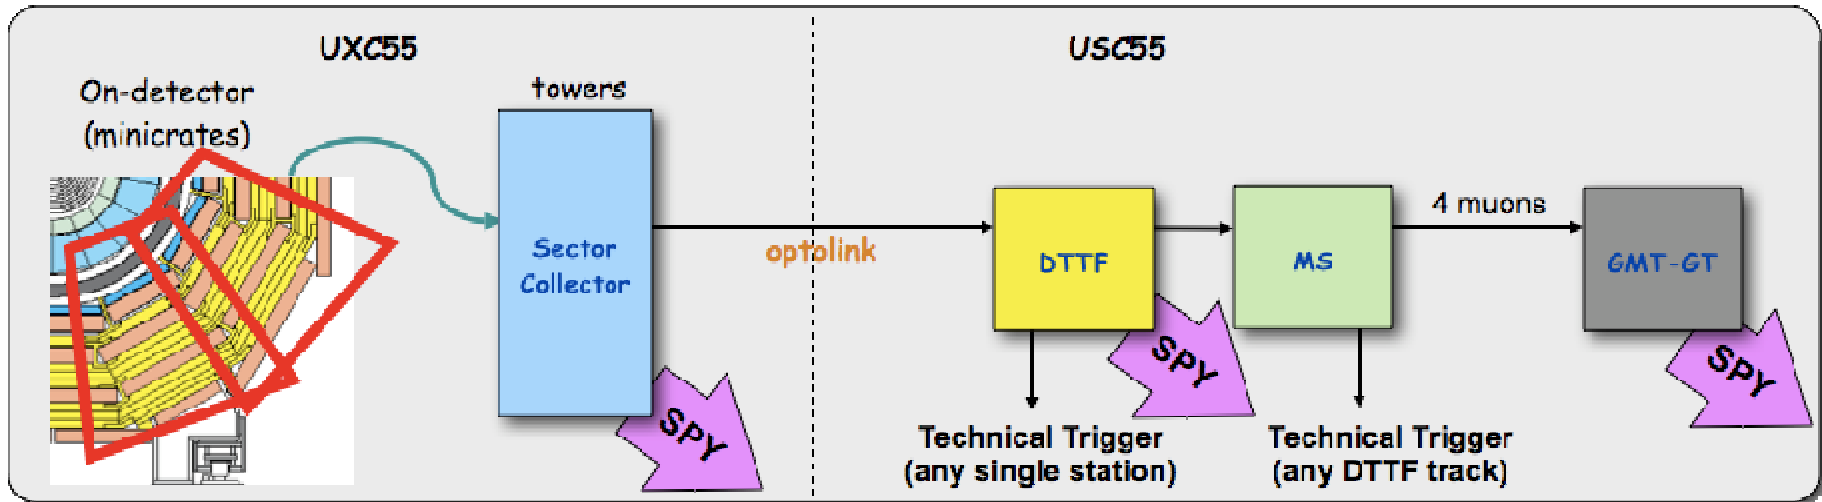 UXC55
USC55
On-detector
(minicrates)
towers
Sector
Collector
optolink
DTTF
MS
4 muons
GMT-GT
SPY
SPY
SPY
Technical Trigger
(any single station)
Technical Trigger
(any DTTF track)